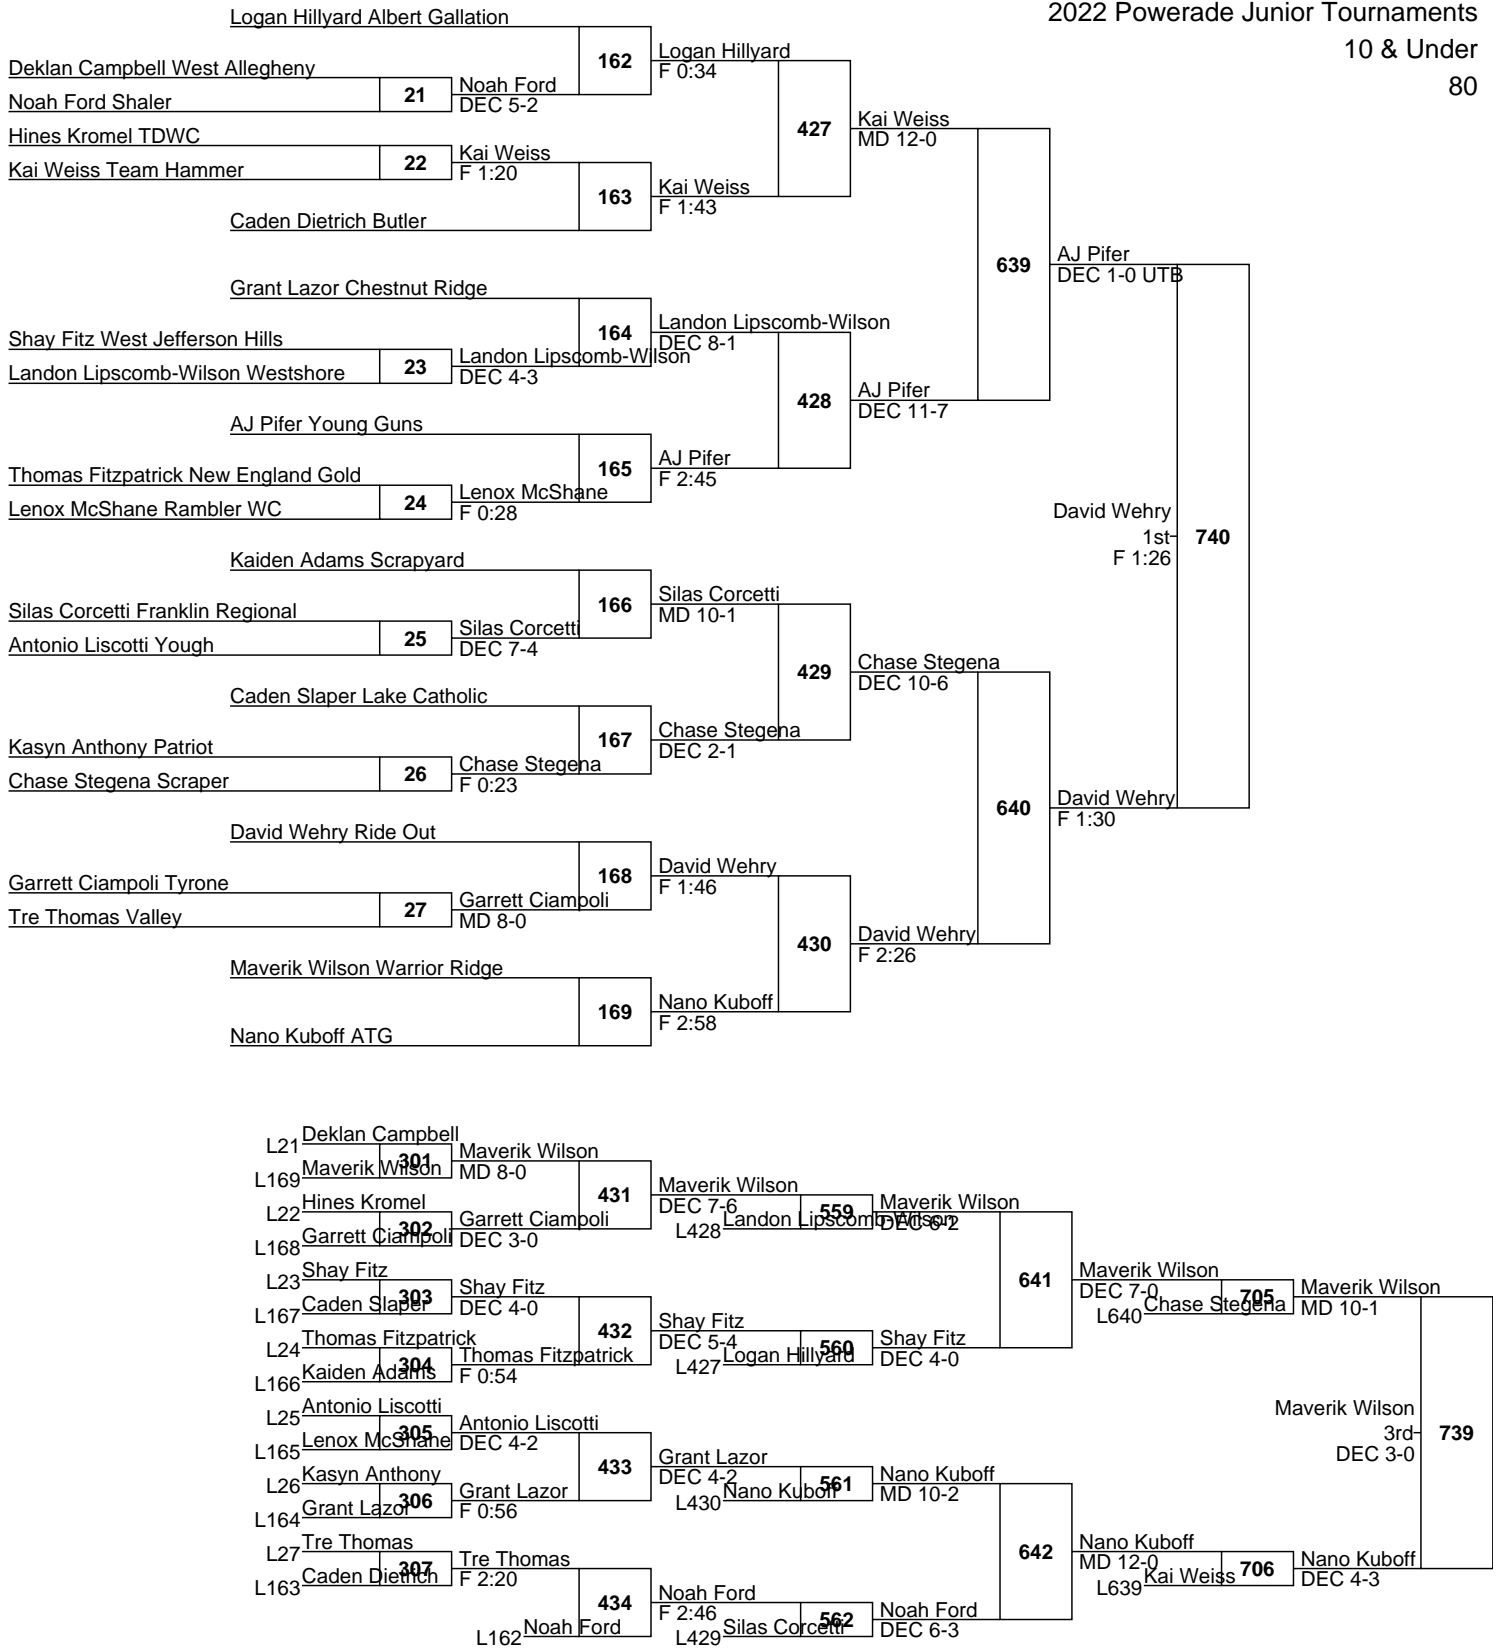 2022 Powerade Junior Tournaments
10 & Under
80
Logan Hillyard Albert Gallation
162
Logan Hillyard
F 0:34
Deklan Campbell West Allegheny
21
Noah Ford
DEC 5-2
Noah Ford Shaler
427
Kai Weiss
MD 12-0
Hines Kromel TDWC
22
Kai Weiss
F 1:20
Kai Weiss Team Hammer
163
Kai Weiss
F 1:43
Caden Dietrich Butler
639
AJ Pifer
DEC 1-0 UTB
Grant Lazor Chestnut Ridge
164
Landon Lipscomb-Wilson
DEC 8-1
Shay Fitz West Jefferson Hills
23
Landon Lipscomb-Wilson
DEC 4-3
Landon Lipscomb-Wilson Westshore
428
AJ Pifer
DEC 11-7
AJ Pifer Young Guns
165
AJ Pifer
F 2:45
Thomas Fitzpatrick New England Gold
24
Lenox McShane
F 0:28
Lenox McShane Rambler WC
David Wehry
1st
F 1:26
740
Kaiden Adams Scrapyard
166
Silas Corcetti
MD 10-1
Silas Corcetti Franklin Regional
25
Silas Corcetti
DEC 7-4
Antonio Liscotti Yough
429
Chase Stegena
DEC 10-6
Caden Slaper Lake Catholic
167
Chase Stegena
DEC 2-1
Kasyn Anthony Patriot
26
Chase Stegena
F 0:23
Chase Stegena Scraper
640
David Wehry
F 1:30
David Wehry Ride Out
168
David Wehry
F 1:46
Garrett Ciampoli Tyrone
27
Garrett Ciampoli
MD 8-0
Tre Thomas Valley
430
David Wehry
F 2:26
Maverik Wilson Warrior Ridge
169
Nano Kuboff
F 2:58
Nano Kuboff ATG
L21
Deklan Campbell
301
Maverik Wilson
MD 8-0
L169
Maverik Wilson
431
Maverik Wilson
DEC 7-6
L22
Hines Kromel
302
Garrett Ciampoli
DEC 3-0
L168
Garrett Ciampoli
L428
Landon Lipscomb-Wilson
559
Maverik Wilson
DEC 6-2
L23
Shay Fitz
303
Shay Fitz
DEC 4-0
L167
Caden Slaper
641
Maverik Wilson
DEC 7-0
L640
Chase Stegena
705
Maverik Wilson
MD 10-1
432
Shay Fitz
DEC 5-4
L24
Thomas Fitzpatrick
304
Thomas Fitzpatrick
F 0:54
L166
Kaiden Adams
L427
Logan Hillyard
560
Shay Fitz
DEC 4-0
L25
Antonio Liscotti
305
Antonio Liscotti
DEC 4-2
L165
Lenox McShane
Maverik Wilson
3rd
DEC 3-0
739
433
Grant Lazor
DEC 4-2
L26
Kasyn Anthony
306
Grant Lazor
F 0:56
L164
Grant Lazor
L430
Nano Kuboff
561
Nano Kuboff
MD 10-2
L27
Tre Thomas
307
Tre Thomas
F 2:20
L163
Caden Dietrich
642
Nano Kuboff
MD 12-0
L639
Kai Weiss
706
Nano Kuboff
DEC 4-3
434
Noah Ford
F 2:46
L162
Noah Ford
L429
Silas Corcetti
562
Noah Ford
DEC 6-3